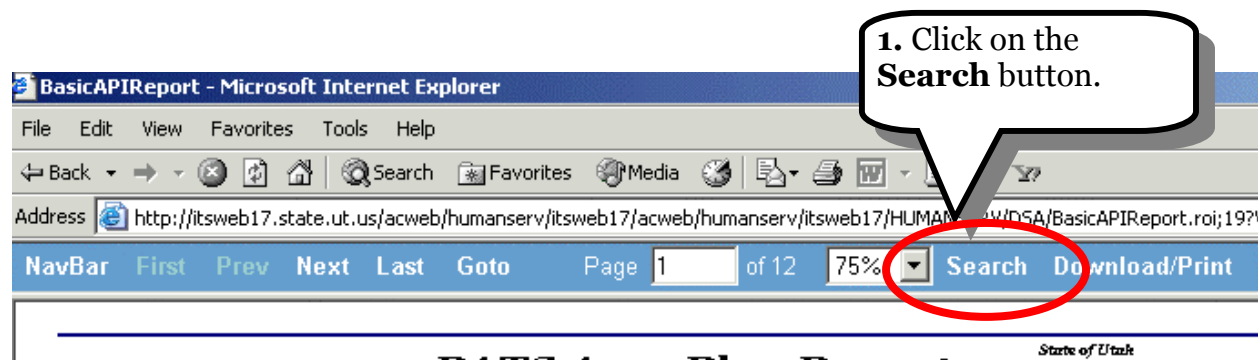 1. Click on the
Search button.
BasicAPIReport - Microsoft Internet Explorer
File Edit View Favorites Tools Help
Back Search Favorites Media
Address http://itsweb17.state.ut.us/acweb/humanserv/itsweb17/acweb/humanserv/itsweb17/HUMANSERV/DSA/BasicAPIReport.roi;19?
NavBar First Prev Next Last Goto Page 1 of 12 75% Search Download/Print
State of Utah